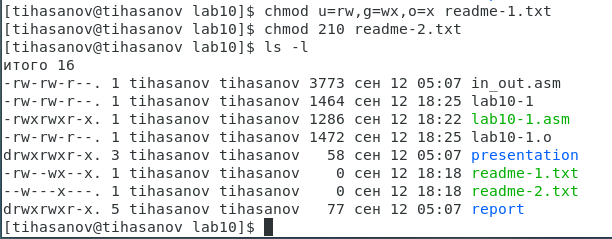 [tihasanov@tihasanov lab10]$ chmod u=rw,g=wx,o=x readme-1.txt
[tihasanov@tihasanov lab10]$ chmod 210 readme-2.txt
[tihasanov@tihasanov lab10]$ ls -l
итого 16
-rw-rw-r--. 1 tihasanov tihasanov 3773 сен 12 05:07 in_out.asm
-rw-rw-r--. 1 tihasanov tihasanov 1464 сен 12 18:25 lab10-1
-rwxrwxr-x. 1 tihasanov tihasanov 1286 сен 12 18:22 lab10-1.asm
-rw-rw-r--. 1 tihasanov tihasanov 1472 сен 12 18:25 lab10-1.o
drwxrwxr-x. 3 tihasanov tihasanov   58 сен 12 05:07 presentation
-rw--wx--x. 1 tihasanov tihasanov    0 сен 12 18:18 readme-1.txt
--w---x---. 1 tihasanov tihasanov    0 сен 12 18:18 readme-2.txt
drwxrwxr-x. 5 tihasanov tihasanov   77 сен 12 05:07 report
[tihasanov@tihasanov lab10]$